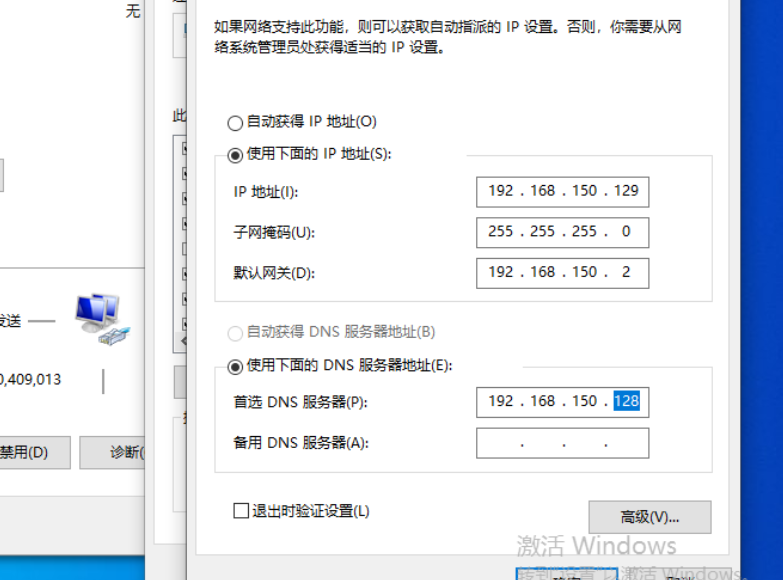 无
如果网络支持此功能，则可以获取自动指派的 IP 设置。否则，你需要从网
络系统管理员处获得适当的 IP 设置。
此
自动获得 IP 地址(O)
使用下面的 IP 地址(S):
IP 地址(I):
192 . 168 . 150 . 129
子网掩码(U):
255 . 255 . 255 . 0
默认网关(D):
192 . 168 . 150 . 2
发送
自动获得 DNS 服务器地址(B)
使用下面的 DNS 服务器地址(E):
0,409,013
首选 DNS 服务器(P):
192 . 168 . 150 . 128
备用 DNS 服务器(A):
. . .
禁用(D)
诊断(
退出时验证设置(L)
高级(V)...
激活 Windows